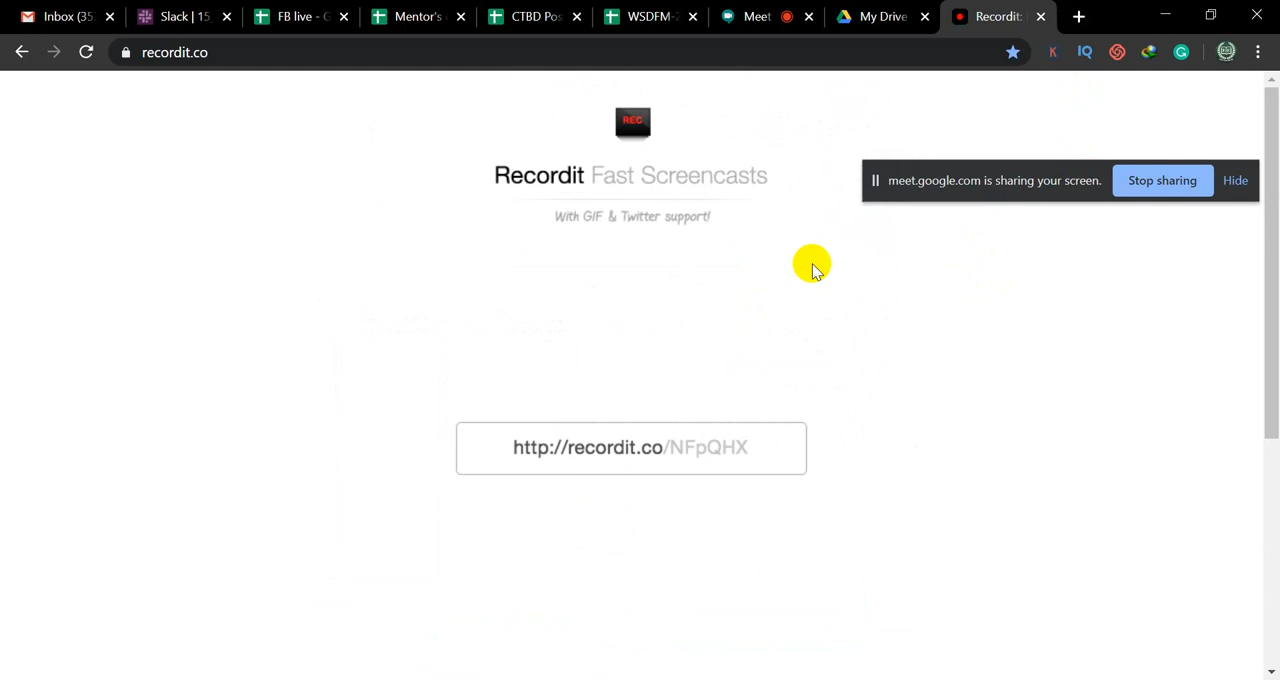 Inbox (35
Slack | 15
FB live - G
Mentor's
CTBD Pos
WSDFM-2
Meet
My Drive
Recordit:
recordit.co
K
IQ
REC
Recordit Fast Screencasts
With GIF & Twitter support!
meet.google.com is sharing your screen.
Stop sharing
Hide
http://recordit.co/NFpQHX